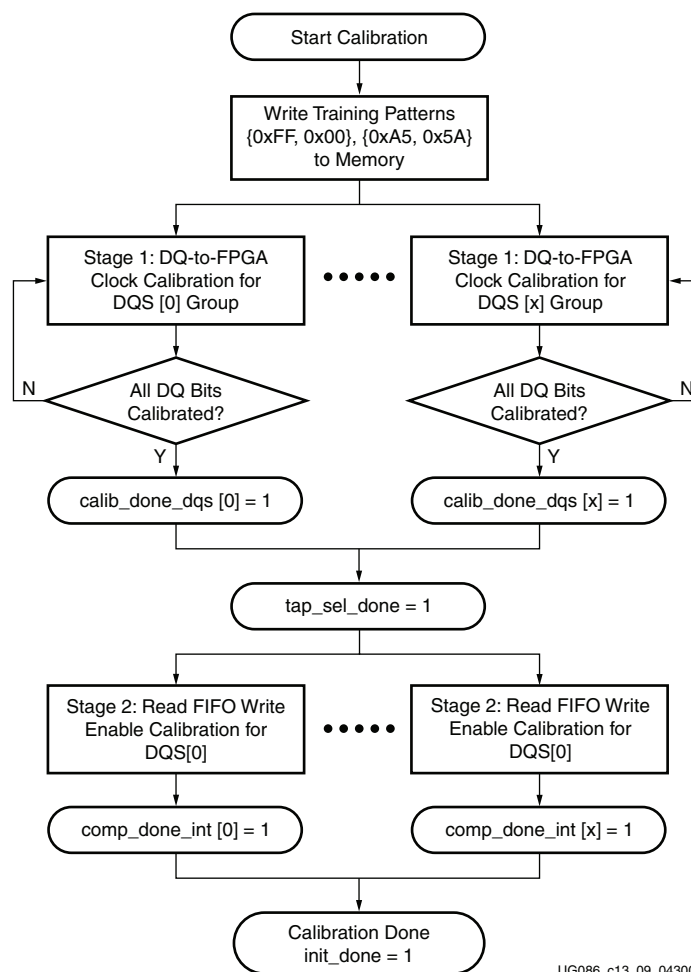 Start Calibration
Write Training Patterns
{0xFF, 0x00}, {0xA5, 0x5A}
to Memory
Stage 1: DQ-to-FPGA
Clock Calibration for
DQS [0] Group
Stage 1: DQ-to-FPGA
Clock Calibration for
DQS [x] Group
N
All DQ Bits
Calibrated?
All DQ Bits
Calibrated?
N
Y
Y
calib_done_dqs [0] = 1
calib_done_dqs [x] = 1
tap_sel_done = 1
Stage 2: Read FIFO Write
Enable Calibration for
DQS[0]
Stage 2: Read FIFO Write
Enable Calibration for
DQS[0]
comp_done_int [0] = 1
comp_done_int [x] = 1
Calibration Done
init_done = 1
UG086_c13_09_04300